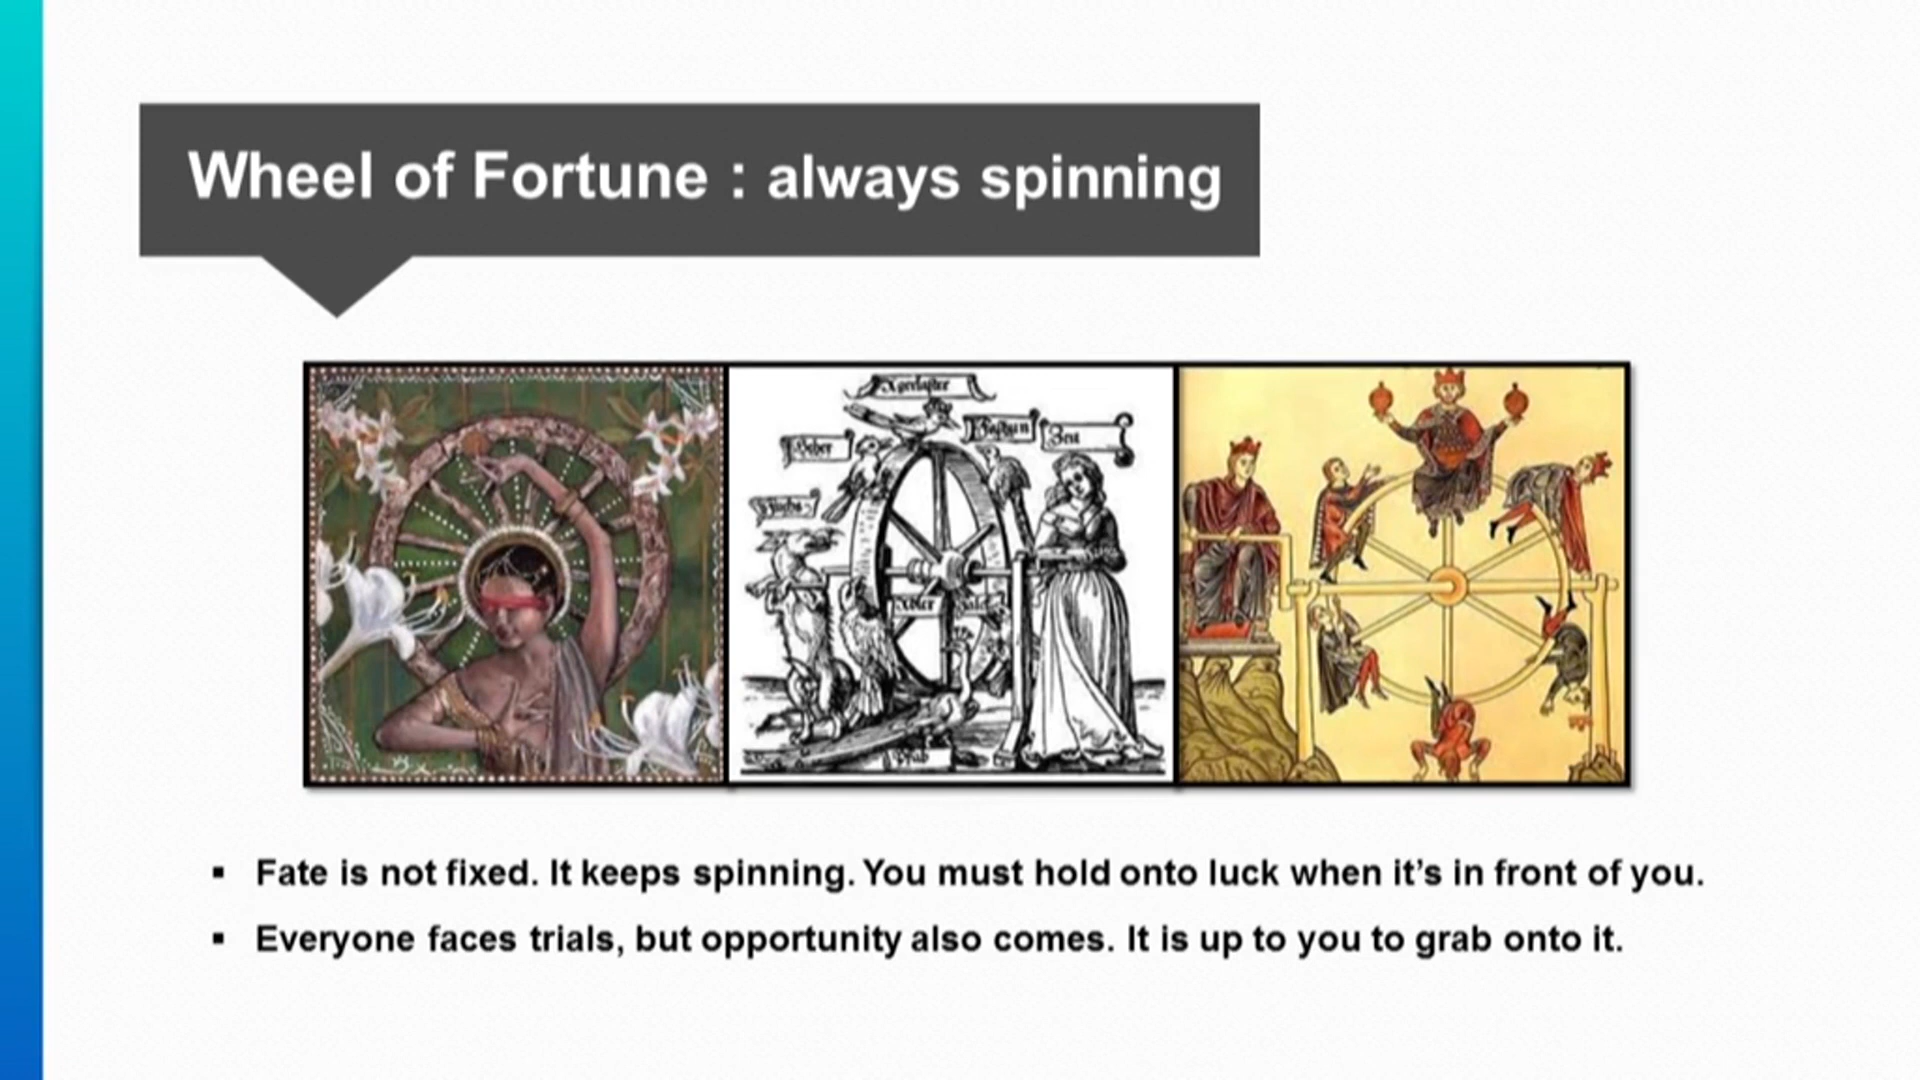 Wheel of Fortune : always spinning
Zeit
▪ Fate is not fixed. It keeps spinning. You must hold onto luck when it’s in front of you.
▪ Everyone faces trials, but opportunity also comes. It is up to you to grab onto it.